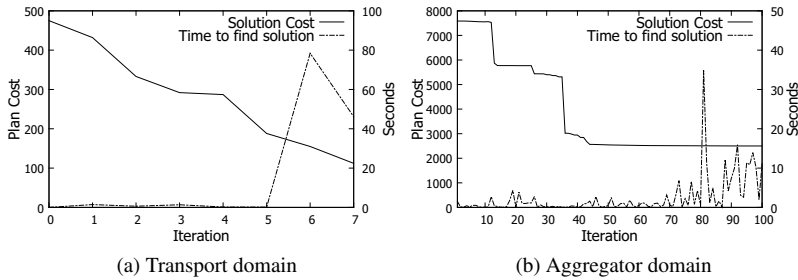 Solution Cost
Time to find solution
500
400
300
200
100
0
100
80
60
40
20
0
0 1 2 3 4 5 6 7
Plan Cost
Seconds
Iteration
(a) Transport domain
Solution Cost
Time to find solution
8000
7000
6000
5000
4000
3000
2000
1000
0
50
40
30
20
10
0
10 20 30 40 50 60 70 80 90 100
Plan Cost
Seconds
Iteration
(b) Aggregator domain